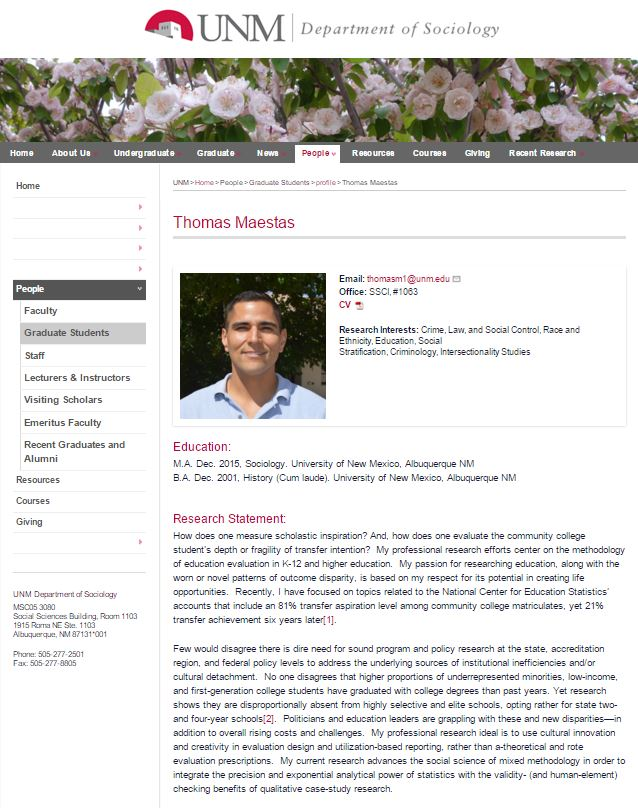 UNM Department of Sociology
Home About Us Undergraduate Graduate News People Resources Courses Giving Recent Research
UNM > Home > People > Graduate Students > profile > Thomas Maestas
Home
People
Faculty
Graduate Students
Staff
Lecturers & Instructors
Visiting Scholars
Emeritus Faculty
Recent Graduates and
Alumni
Resources
Courses
Giving
UNM Department of Sociology
MSC05 3080
Social Sciences Building, Room 1103
1915 Roma NE Ste. 1103
Albuquerque, NM 87131*001
Phone: 505-277-2501
Fax: 505-277-8805
Thomas Maestas
Email: thomasm1@unm.edu
Office: SSCI, #1063
CV
Research Interests: Crime, Law, and Social Control, Race and
Ethnicity, Education, Social
Stratification, Criminology, Intersectionality Studies
Education:
M.A. Dec. 2015, Sociology. University of New Mexico, Albuquerque NM
B.A. Dec. 2001, History (Cum laude). University of New Mexico, Albuquerque NM
Research Statement:
How does one measure scholastic inspiration? And, how does one evaluate the community college
student's depth or fragility of transfer intention? My professional research efforts center on the methodology
of education evaluation in K-12 and higher education. My passion for researching education, along with the
worn or novel patterns of outcome disparity, is based on my respect for its potential in creating life
opportunities. Recently, I have focused on topics related to the National Center for Education Statistics'
accounts that include an 81% transfer aspiration level among community college matriculates, yet 21%
transfer achievement six years later[1].
Few would disagree there is dire need for sound program and policy research at the state, accreditation
region, and federal policy levels to address the underlying sources of institutional inefficiencies and/or
cultural detachment. No one disagrees that higher proportions of underrepresented minorities, low-income,
and first-generation college students have graduated with college degrees than past years. Yet research
shows they are disproportionally absent from highly selective and elite schools, opting rather for state two-
and four-year schools[2]. Politicians and education leaders are grappling with these and new disparities—in
addition to overall rising costs and challenges. My professional research ideal is to use cultural innovation
and creativity in evaluation design and utilization-based reporting, rather than a-theoretical and rote
evaluation prescriptions. My current research advances the social science of mixed methodology in order to
integrate the precision and exponential analytical power of statistics with the validity- (and human-element)
checking benefits of qualitative case-study research.